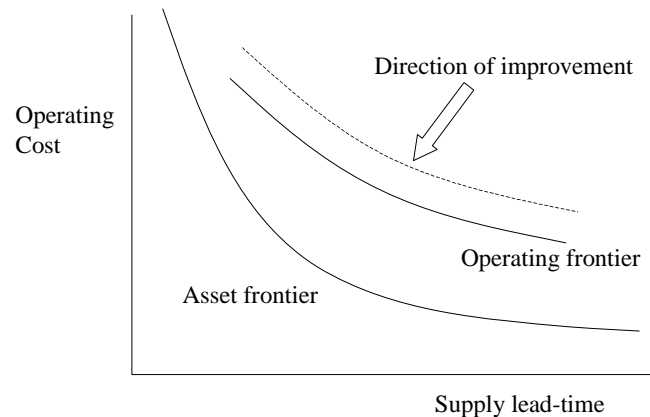 Direction of improvement
Operating
Cost
Operating frontier
Asset frontier
Supply lead-time